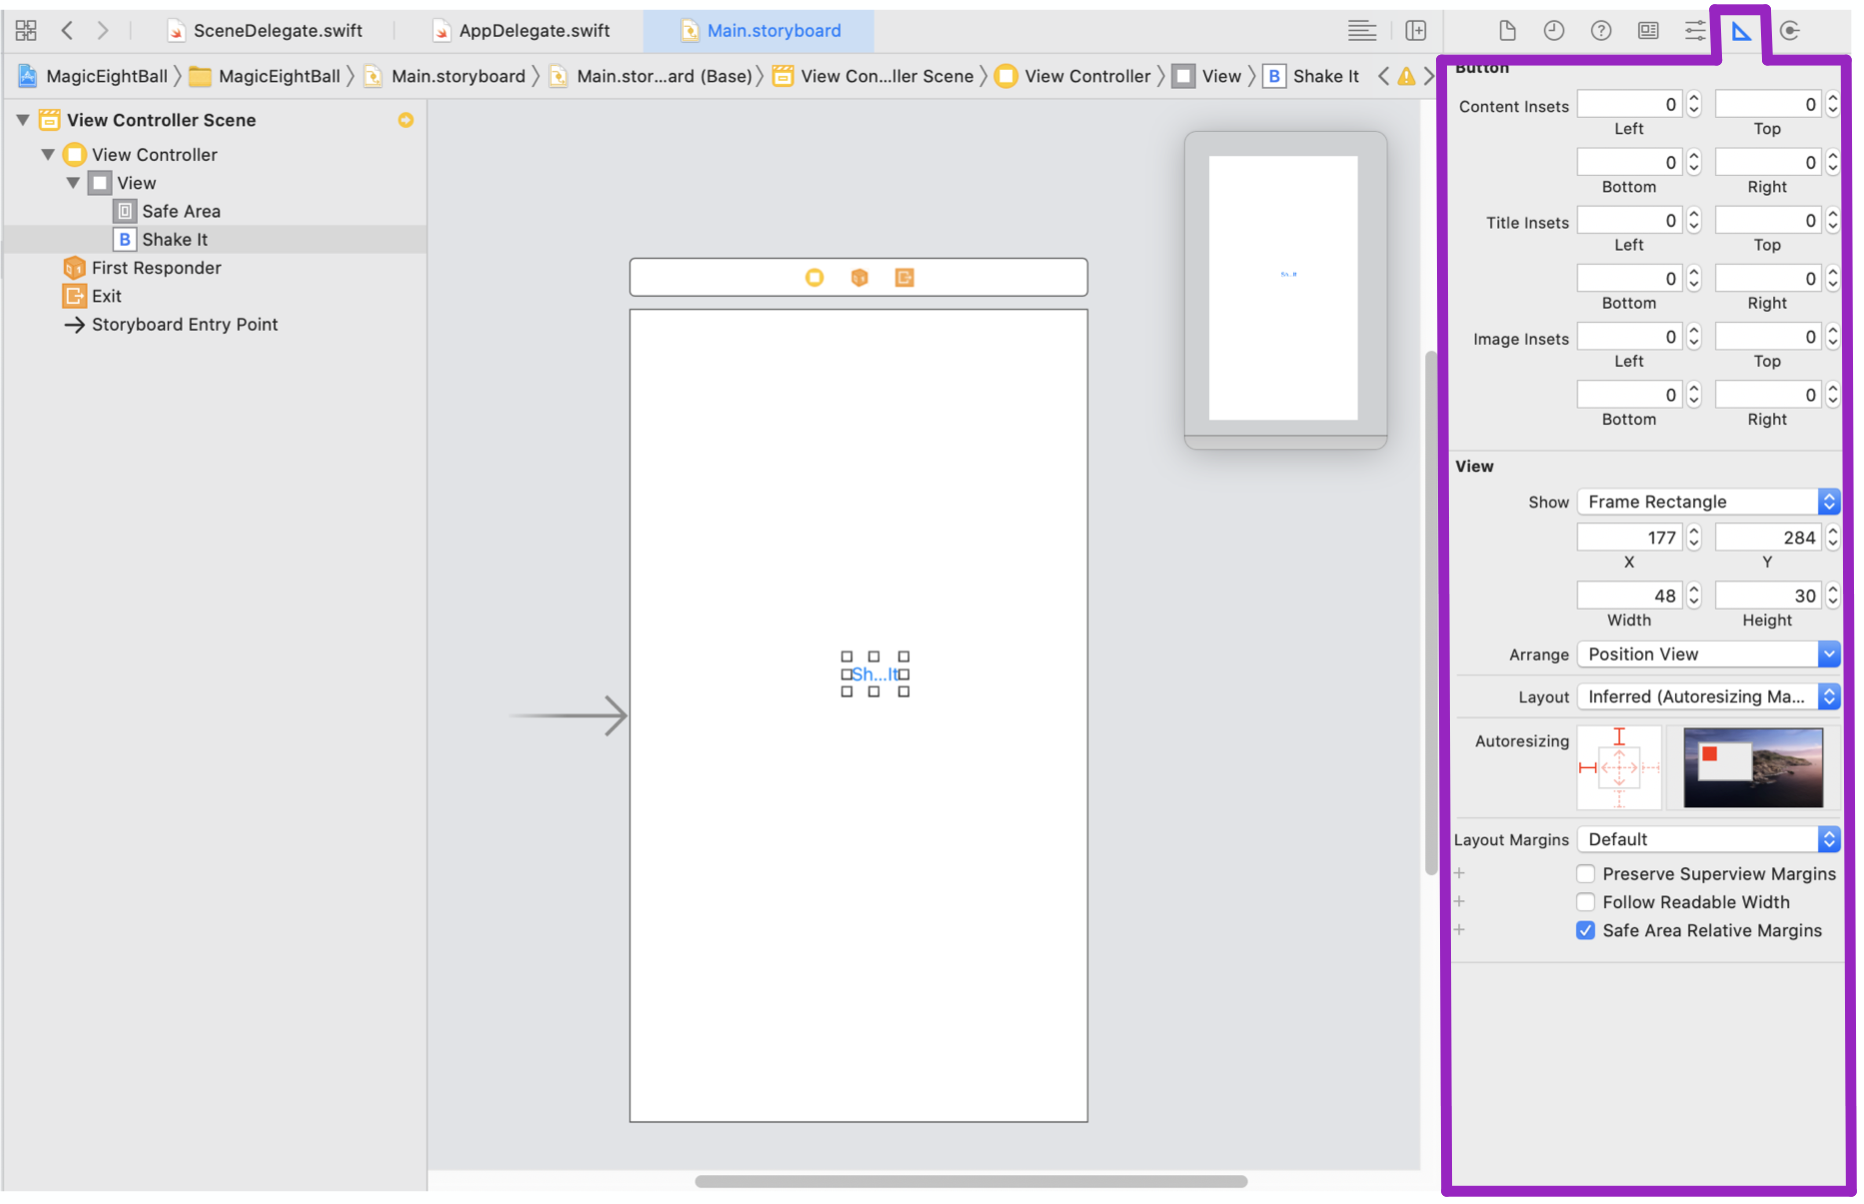 SceneDelegate.swift
AppDelegate.swift
Main.storyboard
MagicEightBall
MagicEightBall
Main.storyboard
Main.stor...ard (Base)
View Con...ller Scene
View Controller
View
B
Shake It
View Controller Scene
View Controller
View
Safe Area
B Shake It
First Responder
Exit
Storyboard Entry Point
Sh...It
Sh...It
Button
Content Insets 0 0
Left Top
0 0
Bottom Right
Title Insets 0 0
Left Top
0 0
Bottom Right
Image Insets 0 0
Left Top
0 0
Bottom Right
View
Show Frame Rectangle
177 284
X Y
48 30
Width Height
Arrange Position View
Layout Inferred (Autoresizing Ma...
Autoresizing
Layout Margins Default
+ Preserve Superview Margins
+ Follow Readable Width
+ Safe Area Relative Margins